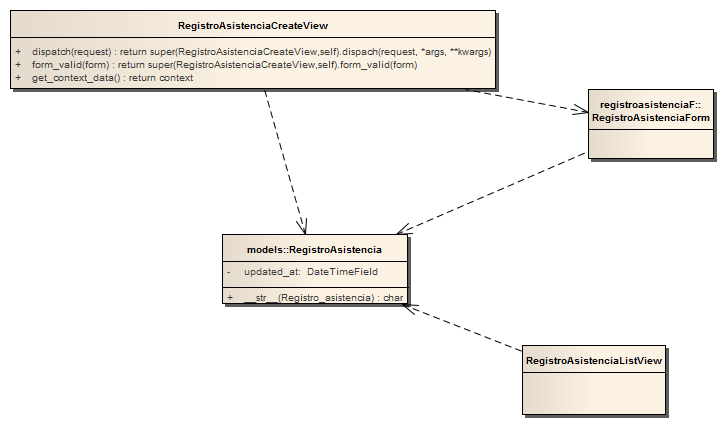 RegistroAsistenciaCreateView
+ dispatch(request) : return super(RegistroAsistenciaCreateView,self).dispach(request, *args, **kwargs)
+ form_valid(form) : return super(RegistroAsistenciaCreateView,self).form_valid(form)
+ get_context_data() : return context
registroasistenciaF::
RegistroAsistenciaForm
models::RegistroAsistencia
- updated_at: DateTimeField
+ __str__(Registro_asistencia) : char
RegistroAsistenciaListView